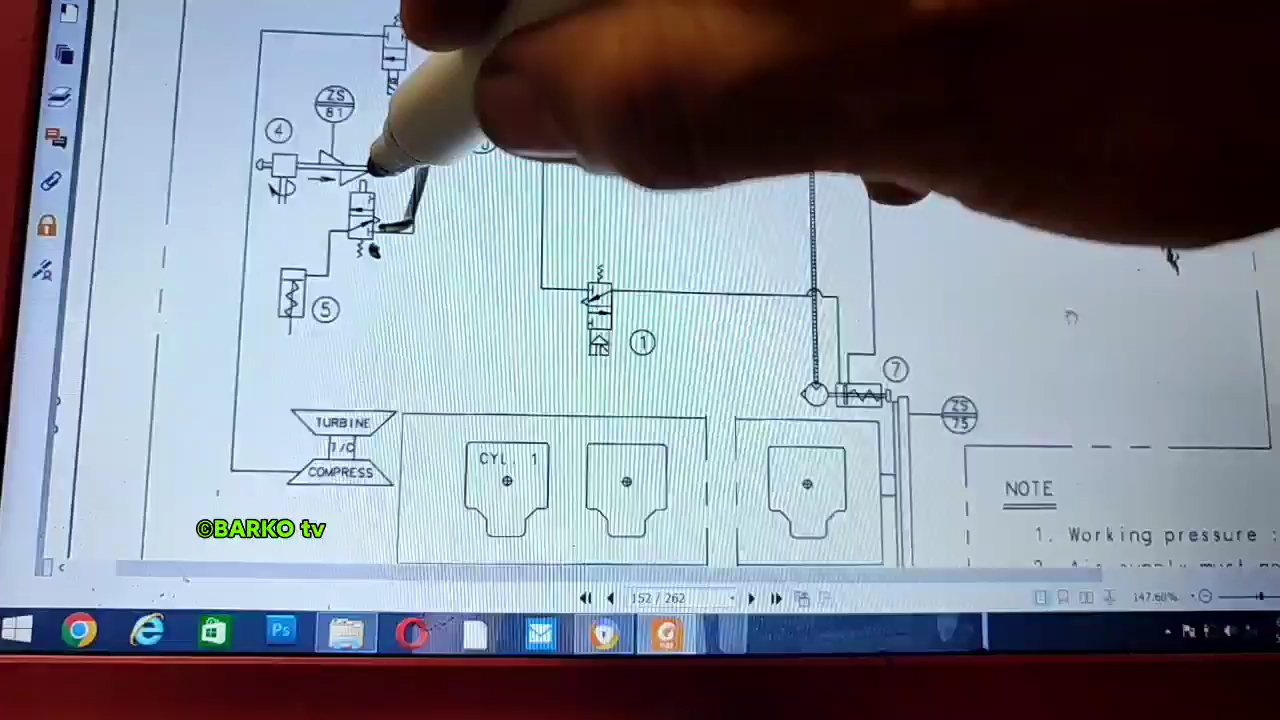 ZS
81
4
5
1
7
ZS
75
TURBINE
T/C
COMPRESS
CYL. 1
NOTE
1. Working pressure :
©BARKO tv
152 / 262
147.60%
Ps